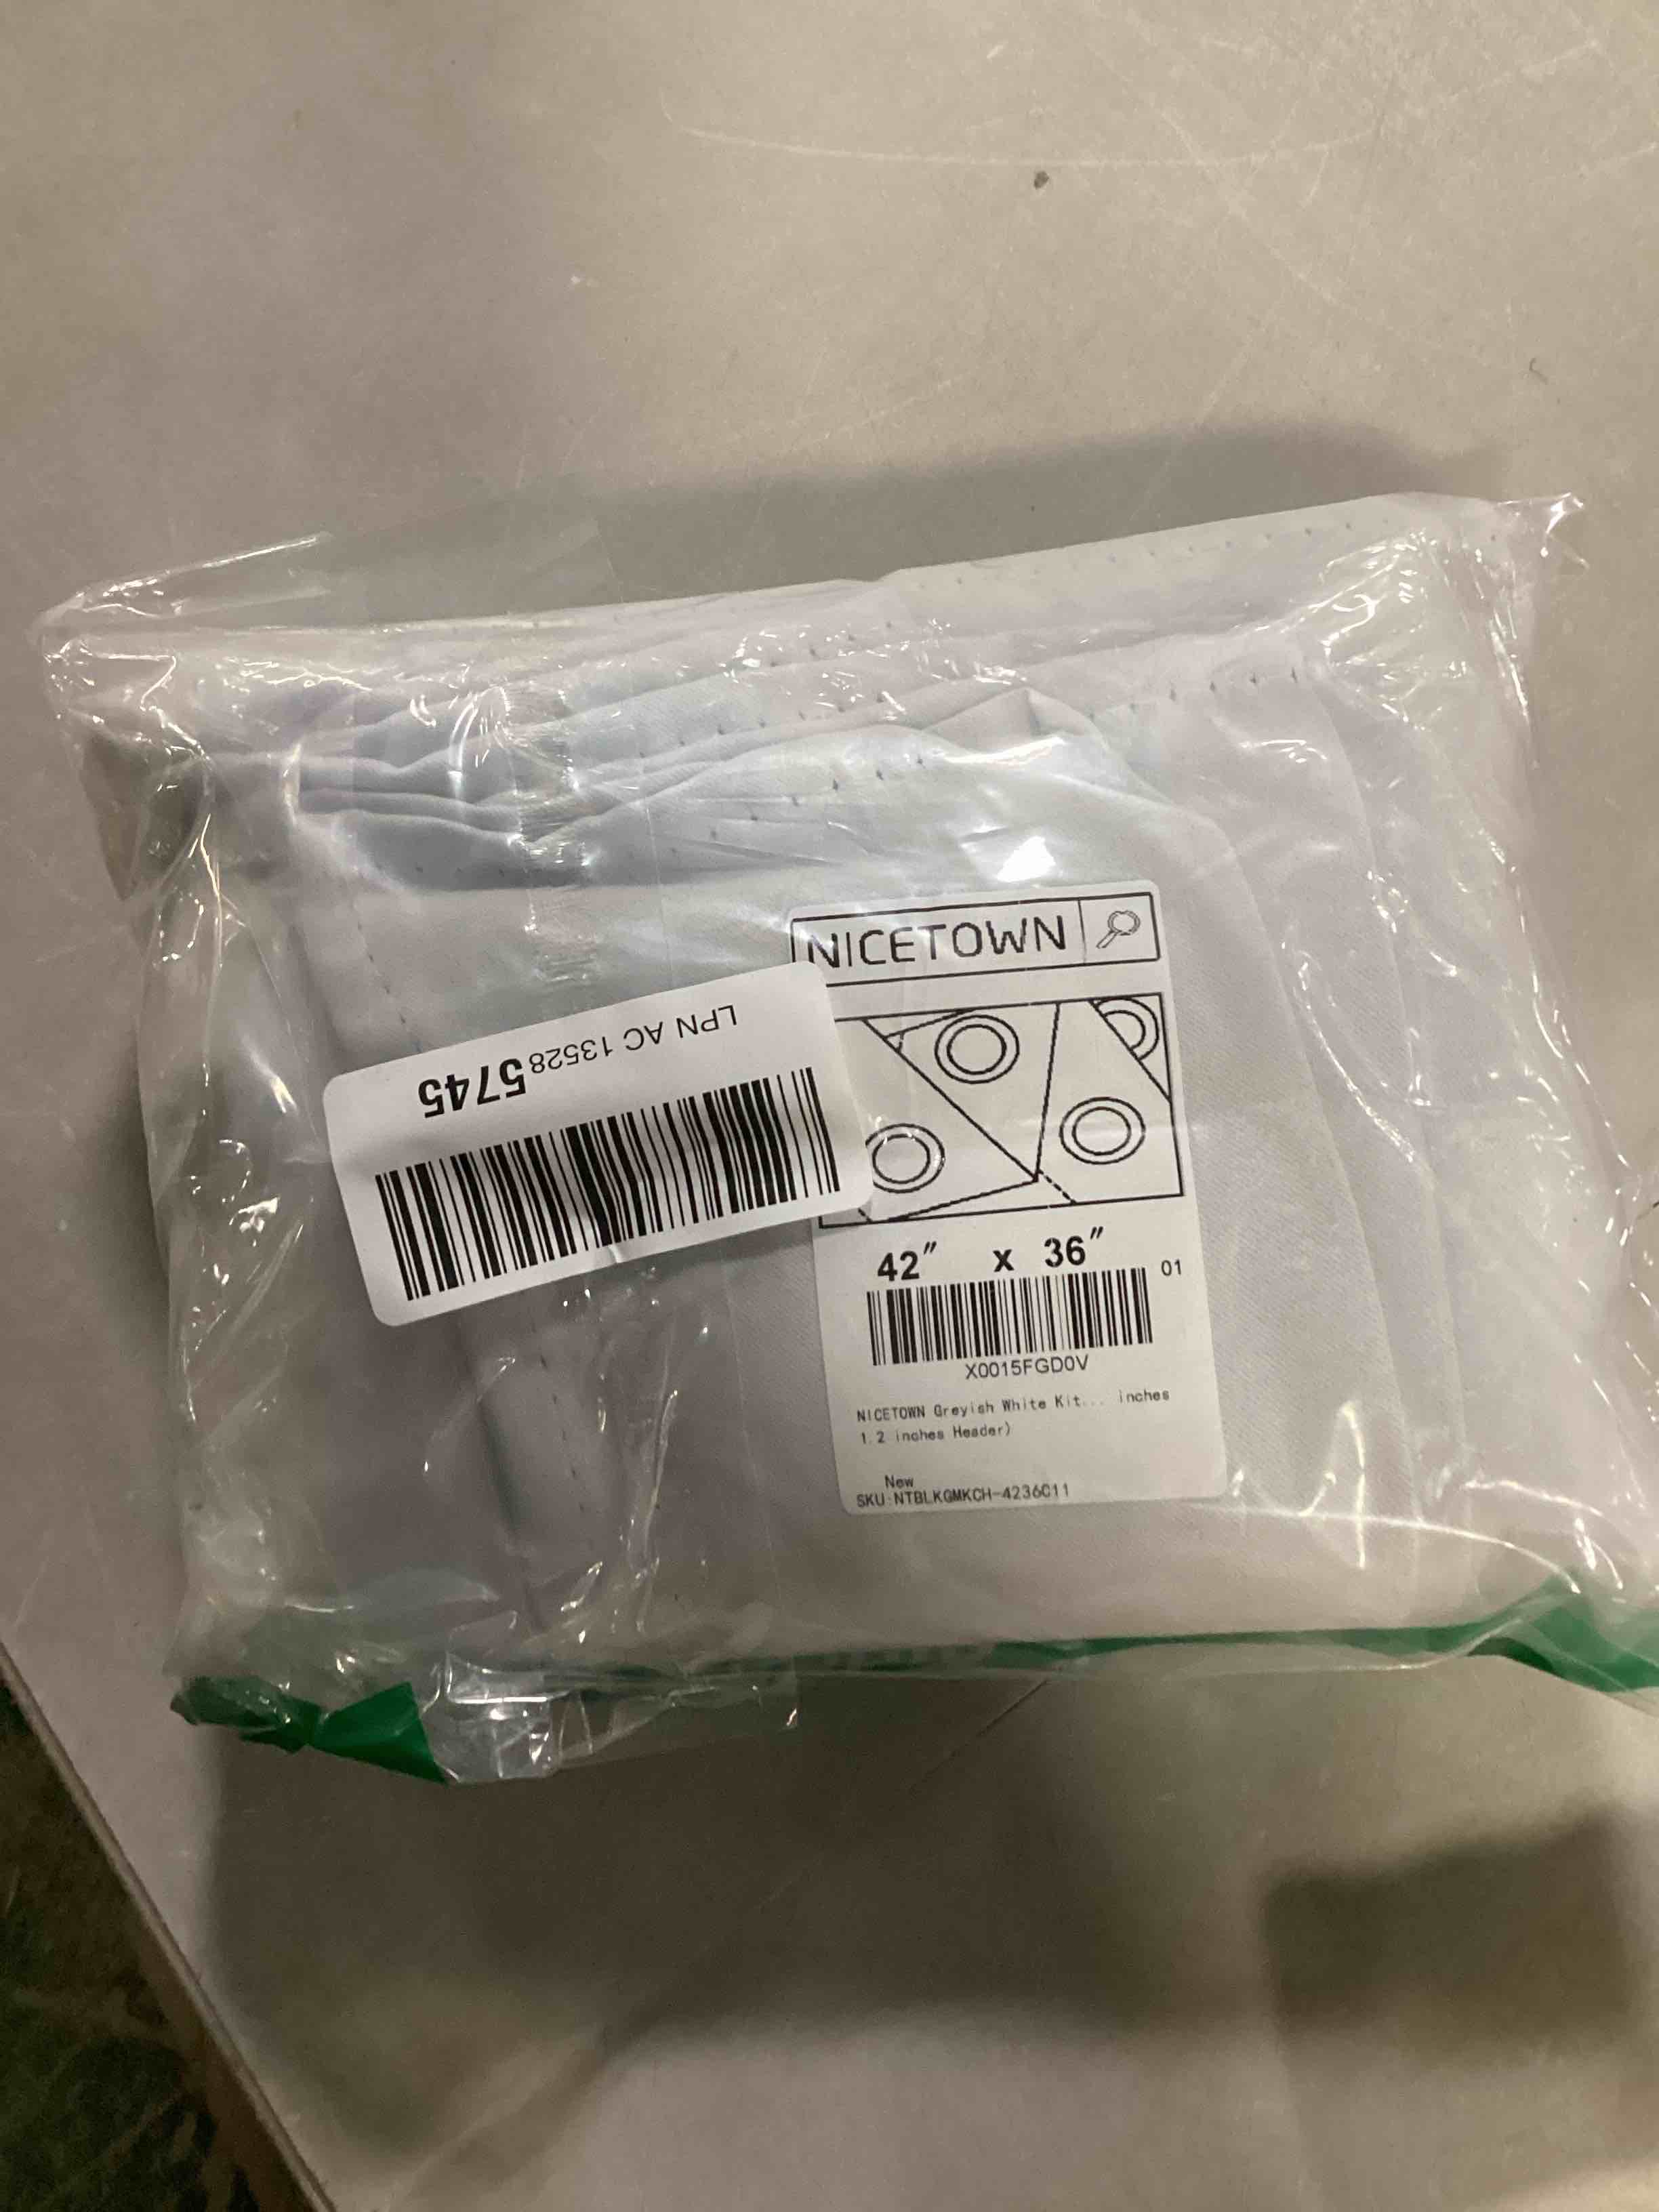 NICETOWN
LPN AC 135285745
42" x 36"
01
X0015FGD0V
NICETOWN Greyish White Kit... inches
1.2 inches Header)
New
SKU:NTBLKGMKCH-4236C11